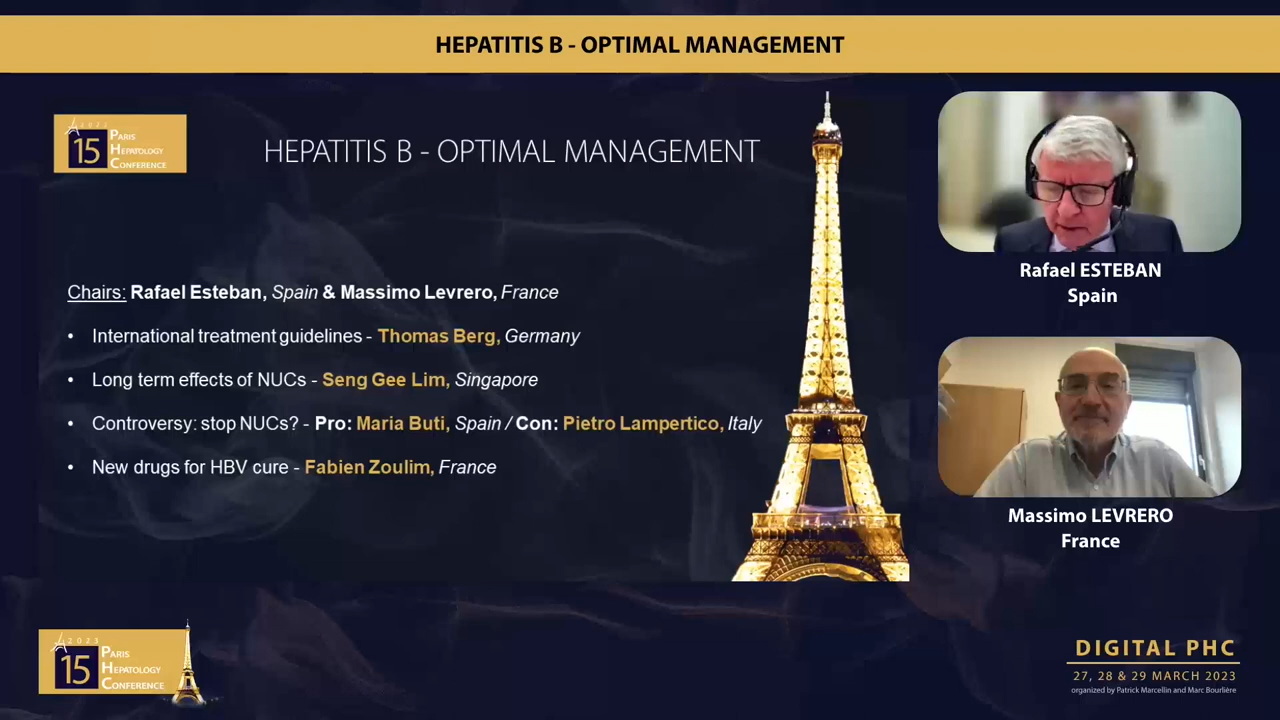 HEPATITIS B - OPTIMAL MANAGEMENT
2023
15
PARIS
HEPATOLOGY
CONFERENCE
HEPATITIS B - OPTIMAL MANAGEMENT
Chairs: Rafael Esteban, Spain & Massimo Levrero, France
• International treatment guidelines - Thomas Berg, Germany
• Long term effects of NUCs - Seng Gee Lim, Singapore
• Controversy: stop NUCs? - Pro: Maria Buti, Spain / Con: Pietro Lampertico, Italy
• New drugs for HBV cure - Fabien Zoulim, France
Rafael ESTEBAN
Spain
Massimo LEVRERO
France
2023
15
PARIS
HEPATOLOGY
CONFERENCE
DIGITAL PHC
27, 28 & 29 MARCH 2023
organized by Patrick Marcellin and Marc Bourlière